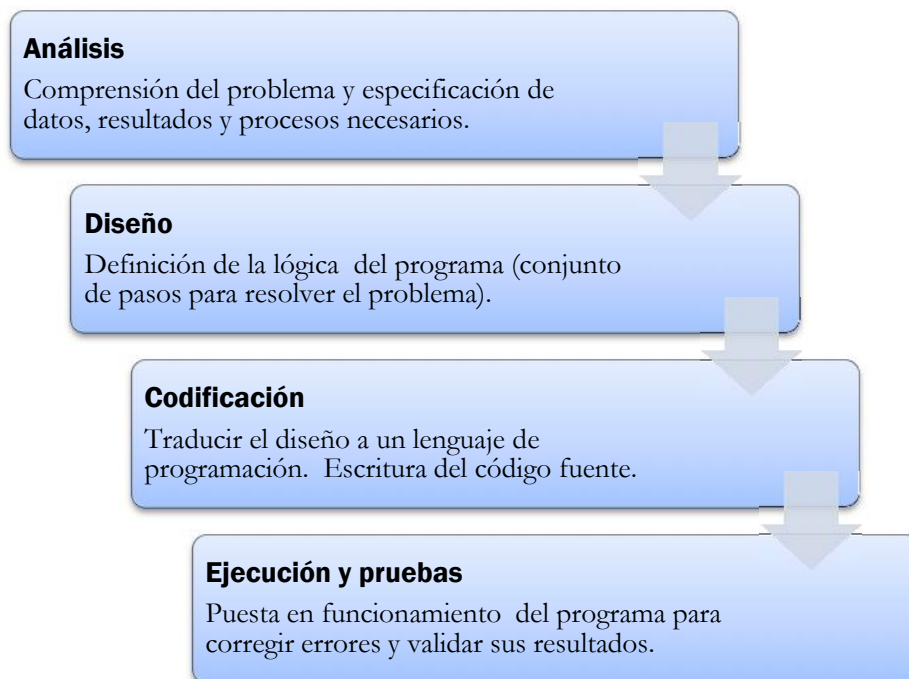 Análisis
Comprensión del problema y especificación de
datos, resultados y procesos necesarios.
Diseño
Definición de la lógica del programa (conjunto
de pasos para resolver el problema).
Codificación
Traducir el diseño a un lenguaje de
programación. Escritura del código fuente.
Ejecución y pruebas
Puesta en funcionamiento del programa para
corregir errores y validar sus resultados.